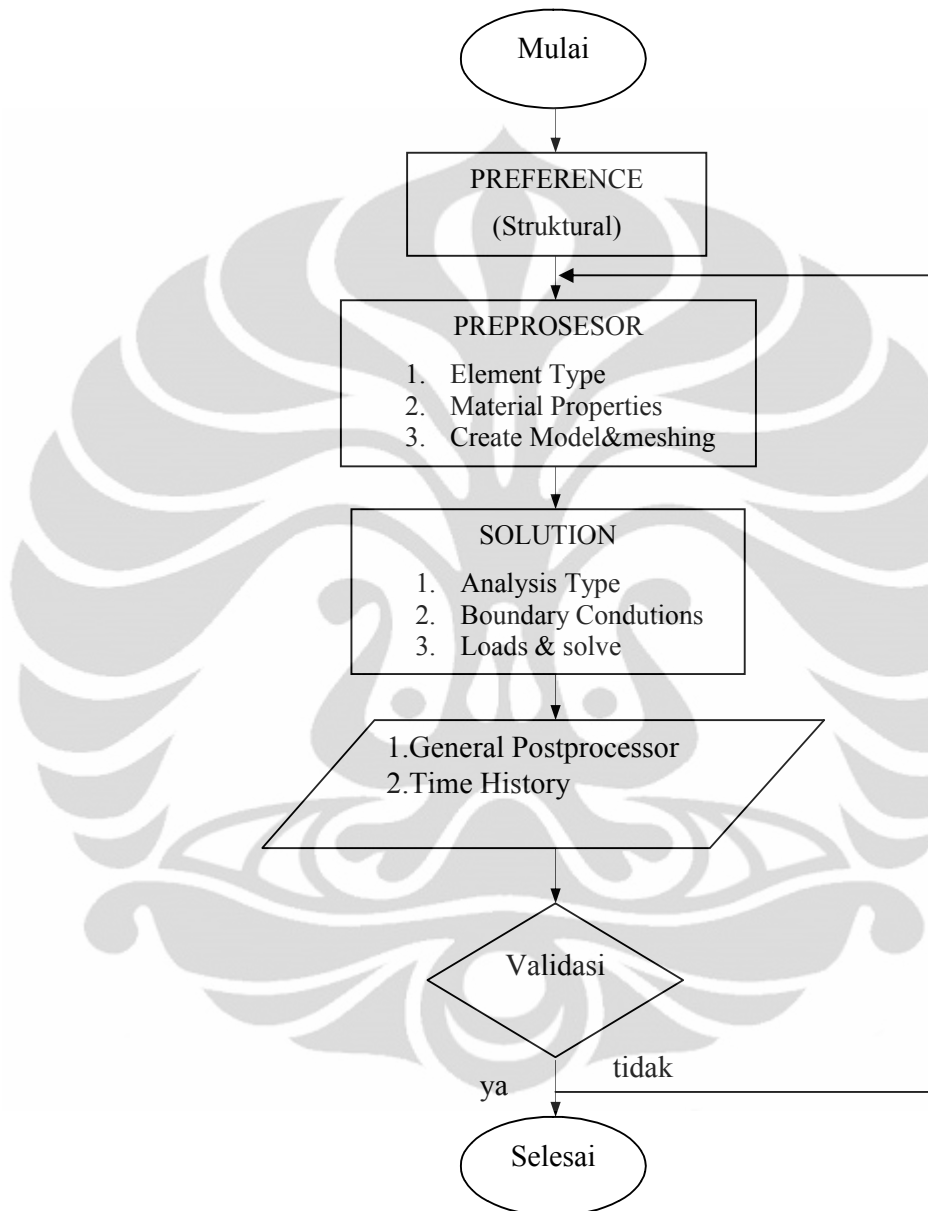 Mulai
PREFERENCE
(Struktural)
PREPROSESOR
1. Element Type
2. Material Properties
3. Create Model&meshing
SOLUTION
1. Analysis Type
2. Boundary Condutions
3. Loads & solve
1.General Postprocessor
2.Time History
Validasi
tidak
ya
Selesai